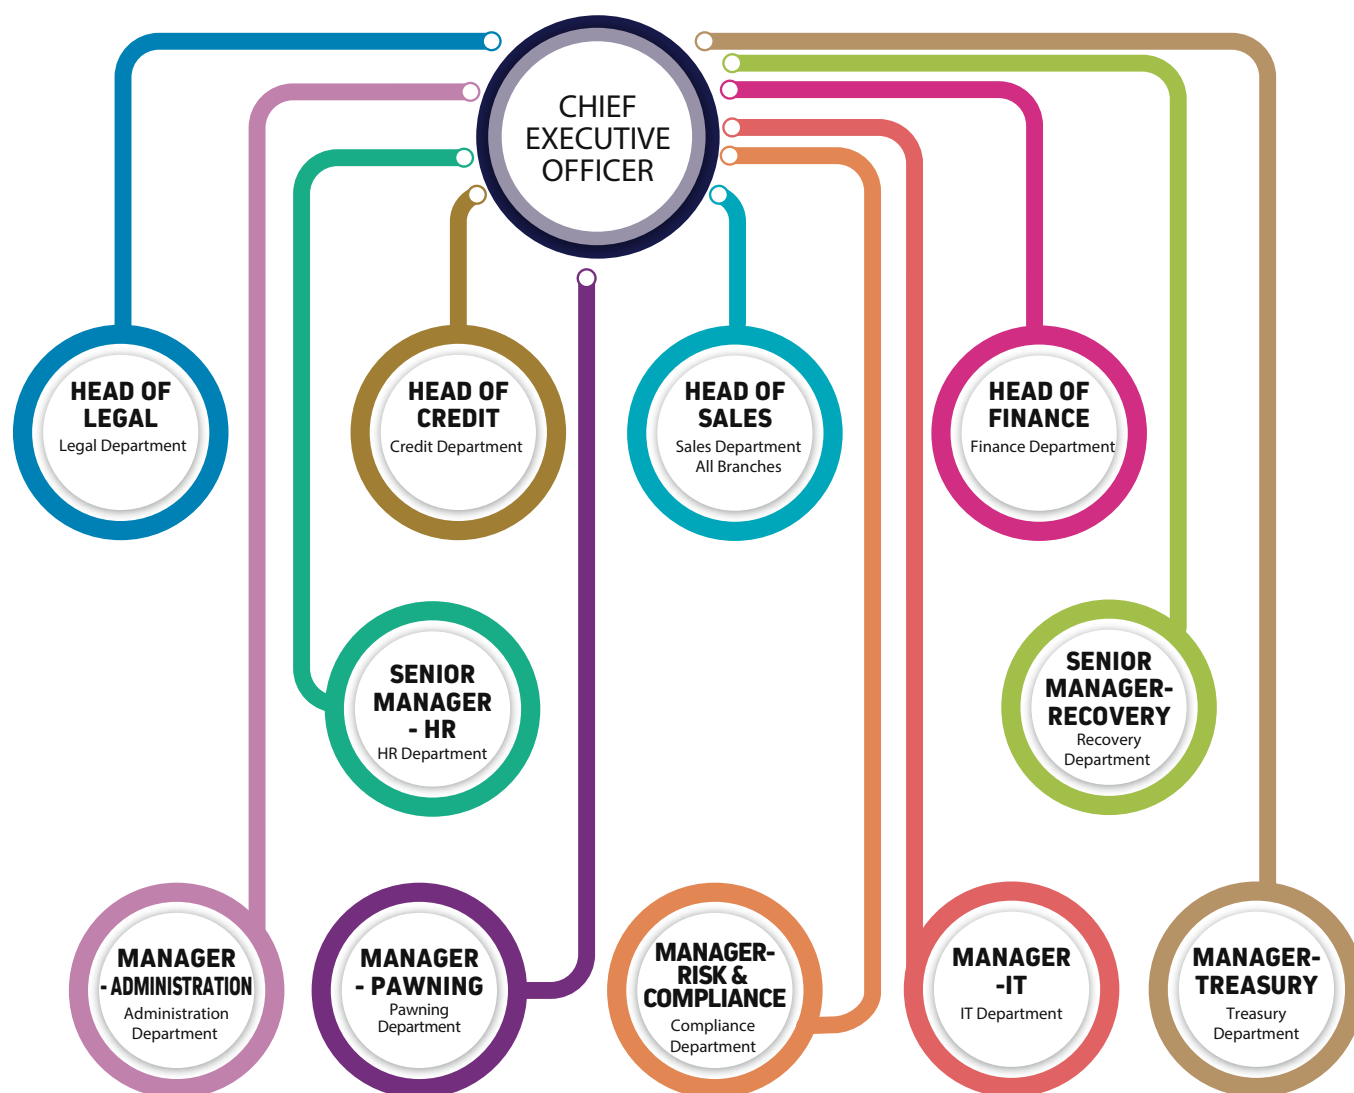 CHIEF
EXECUTIVE
OFFICER
HEAD OF
LEGAL
Legal Department
HEAD OF
CREDIT
Credit Department
HEAD OF
SALES
Sales Department
All Branches
HEAD OF
FINANCE
Finance Department
SENIOR
MANAGER
- HR
HR Department
SENIOR
MANAGER-
RECOVERY
Recovery
Department
MANAGER
- ADMINISTRATION
Administration
Department
MANAGER
- PAWNING
Pawning
Department
MANAGER-
RISK &
COMPLIANCE
Compliance
Department
MANAGER
-IT
IT Department
MANAGER-
TREASURY
Treasury
Department